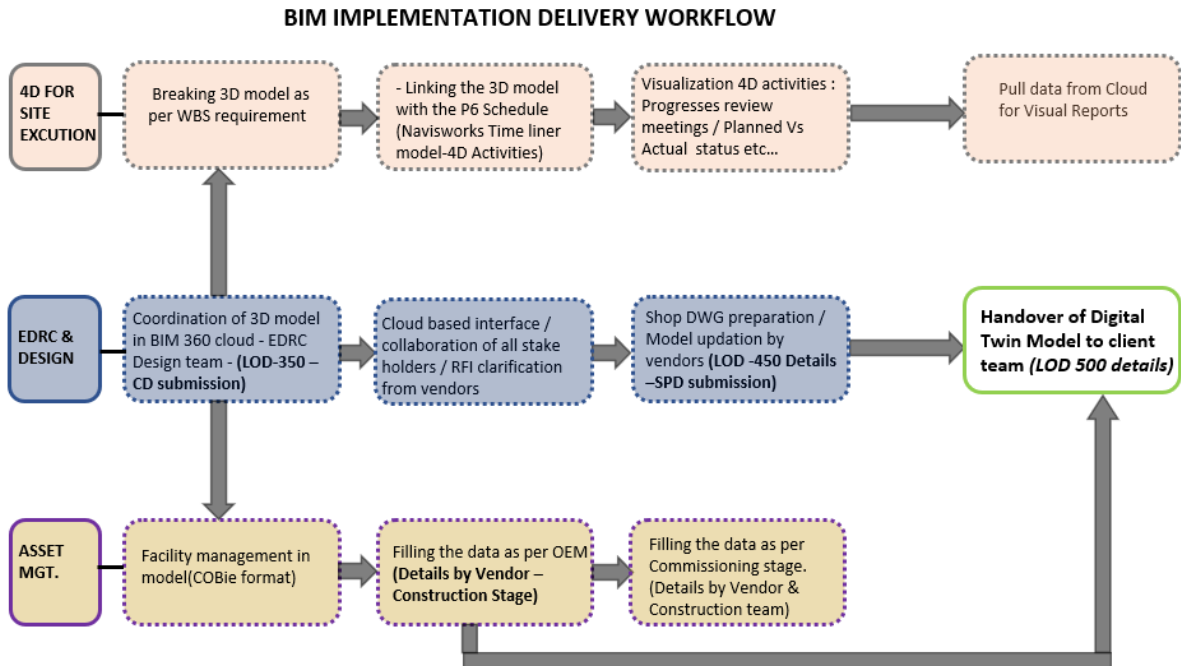 BIM IMPLEMENTATION DELIVERY WORKFLOW
4D FOR
SITE
EXCUTION
Breaking 3D model as
per WBS requirement
- Linking the 3D model
with the P6 Schedule
(Navisworks Time liner
model-4D Activities)
Visualization 4D activities :
Progresses review
meetings / Planned Vs
Actual status etc...
Pull data from Cloud
for Visual Reports
EDRC &
DESIGN
Coordination of 3D model
in BIM 360 cloud - EDRC
Design team - (LOD-350 –
CD submission)
Cloud based interface /
collaboration of all stake
holders / RFI clarification
from vendors
Shop DWG preparation /
Model updation by
vendors (LOD -450 Details
–SPD submission)
Handover of Digital
Twin Model to client
team (LOD 500 details)
ASSET
MGT.
Facility management in
model(COBie format)
Filling the data as per OEM
(Details by Vendor –
Construction Stage)
Filling the data as per
Commissioning stage.
(Details by Vendor &
Construction team)